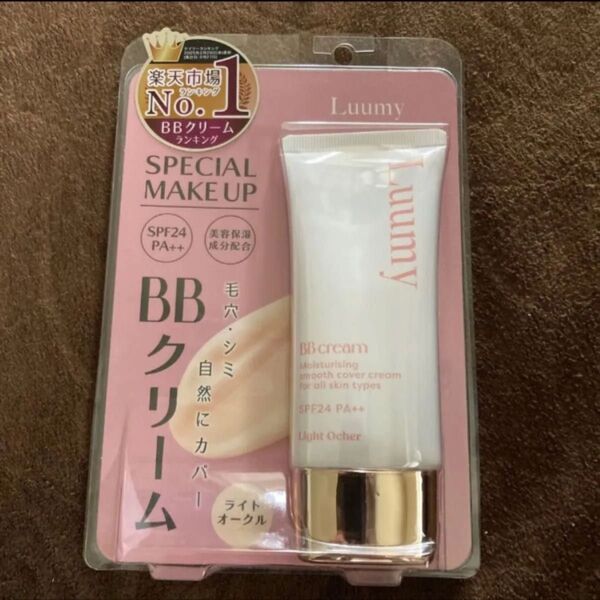 楽天市場
ランキング
No.1
BBクリーム
ランキング
SPECIAL
MAKE UP
SPF24
PA++
美容保湿
成分配合
BBクリーム
毛穴・シミ
自然にカバー
ライト
オークル
Luumy
Luumy
BB cream
Moisturising
smooth cover cream
for all skin types
SPF24 PA++
Light Ocher